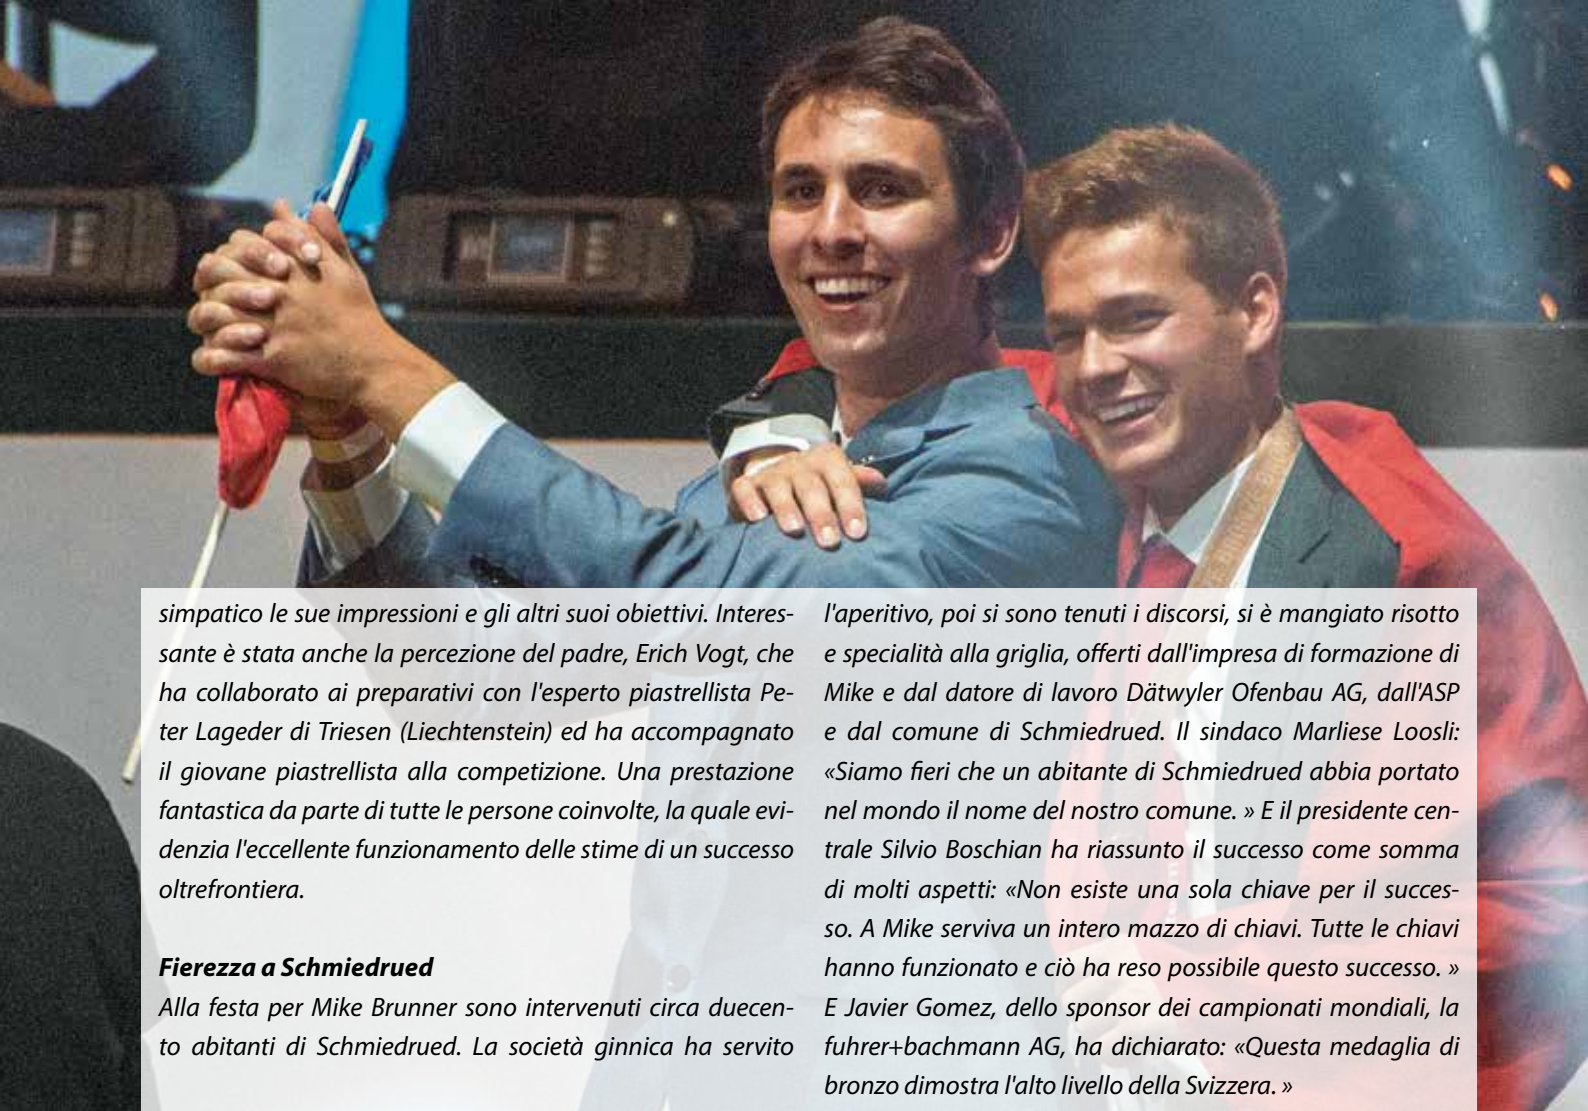 simpatico le sue impressioni e gli altri suoi obiettivi. Interes-
sante è stata anche la percezione del padre, Erich Vogt, che
ha collaborato ai preparativi con l'esperto piastrellista Pe-
ter Lageder di Triesen (Liechtenstein) ed ha accompagnato
il giovane piastrellista alla competizione. Una prestazione
fantastica da parte di tutte le persone coinvolte, la quale evi-
denzia l'eccellente funzionamento delle stime di un successo
oltrefrontiera.
Fierezza a Schmiedrued
Alla festa per Mike Brunner sono intervenuti circa duecen-
to abitanti di Schmiedrued. La società ginnica ha servito
l'aperitivo, poi si sono tenuti i discorsi, si è mangiato risotto
e specialità alla griglia, offerti dall'impresa di formazione di
Mike e dal datore di lavoro Dätwyler Ofenbau AG, dall'ASP
e dal comune di Schmiedrued. Il sindaco Marliese Loosli:
«Siamo fieri che un abitante di Schmiedrued abbia portato
nel mondo il nome del nostro comune. » E il presidente cen-
trale Silvio Boschian ha riassunto il successo come somma
di molti aspetti: «Non esiste una sola chiave per il succes-
so. A Mike serviva un intero mazzo di chiavi. Tutte le chiavi
hanno funzionato e ciò ha reso possibile questo successo. »
E Javier Gomez, dello sponsor dei campionati mondiali, la
fuhrer+bachmann AG, ha dichiarato: «Questa medaglia di
bronzo dimostra l'alto livello della Svizzera. »